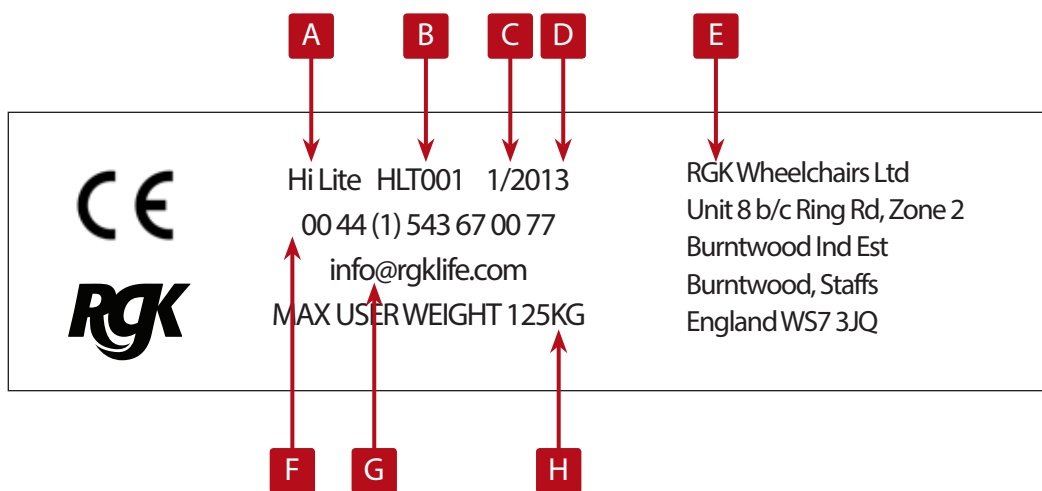 A B C D E
CE
RGK
Hi Lite HLT001 1/2013
00 44 (1) 543 67 00 77
info@rgklife.com
MAX USER WEIGHT 125KG
RGK Wheelchairs Ltd
Unit 8 b/c Ring Rd, Zone 2
Burntwood Ind Est
Burntwood, Staffs
England WS7 3JQ
F G H